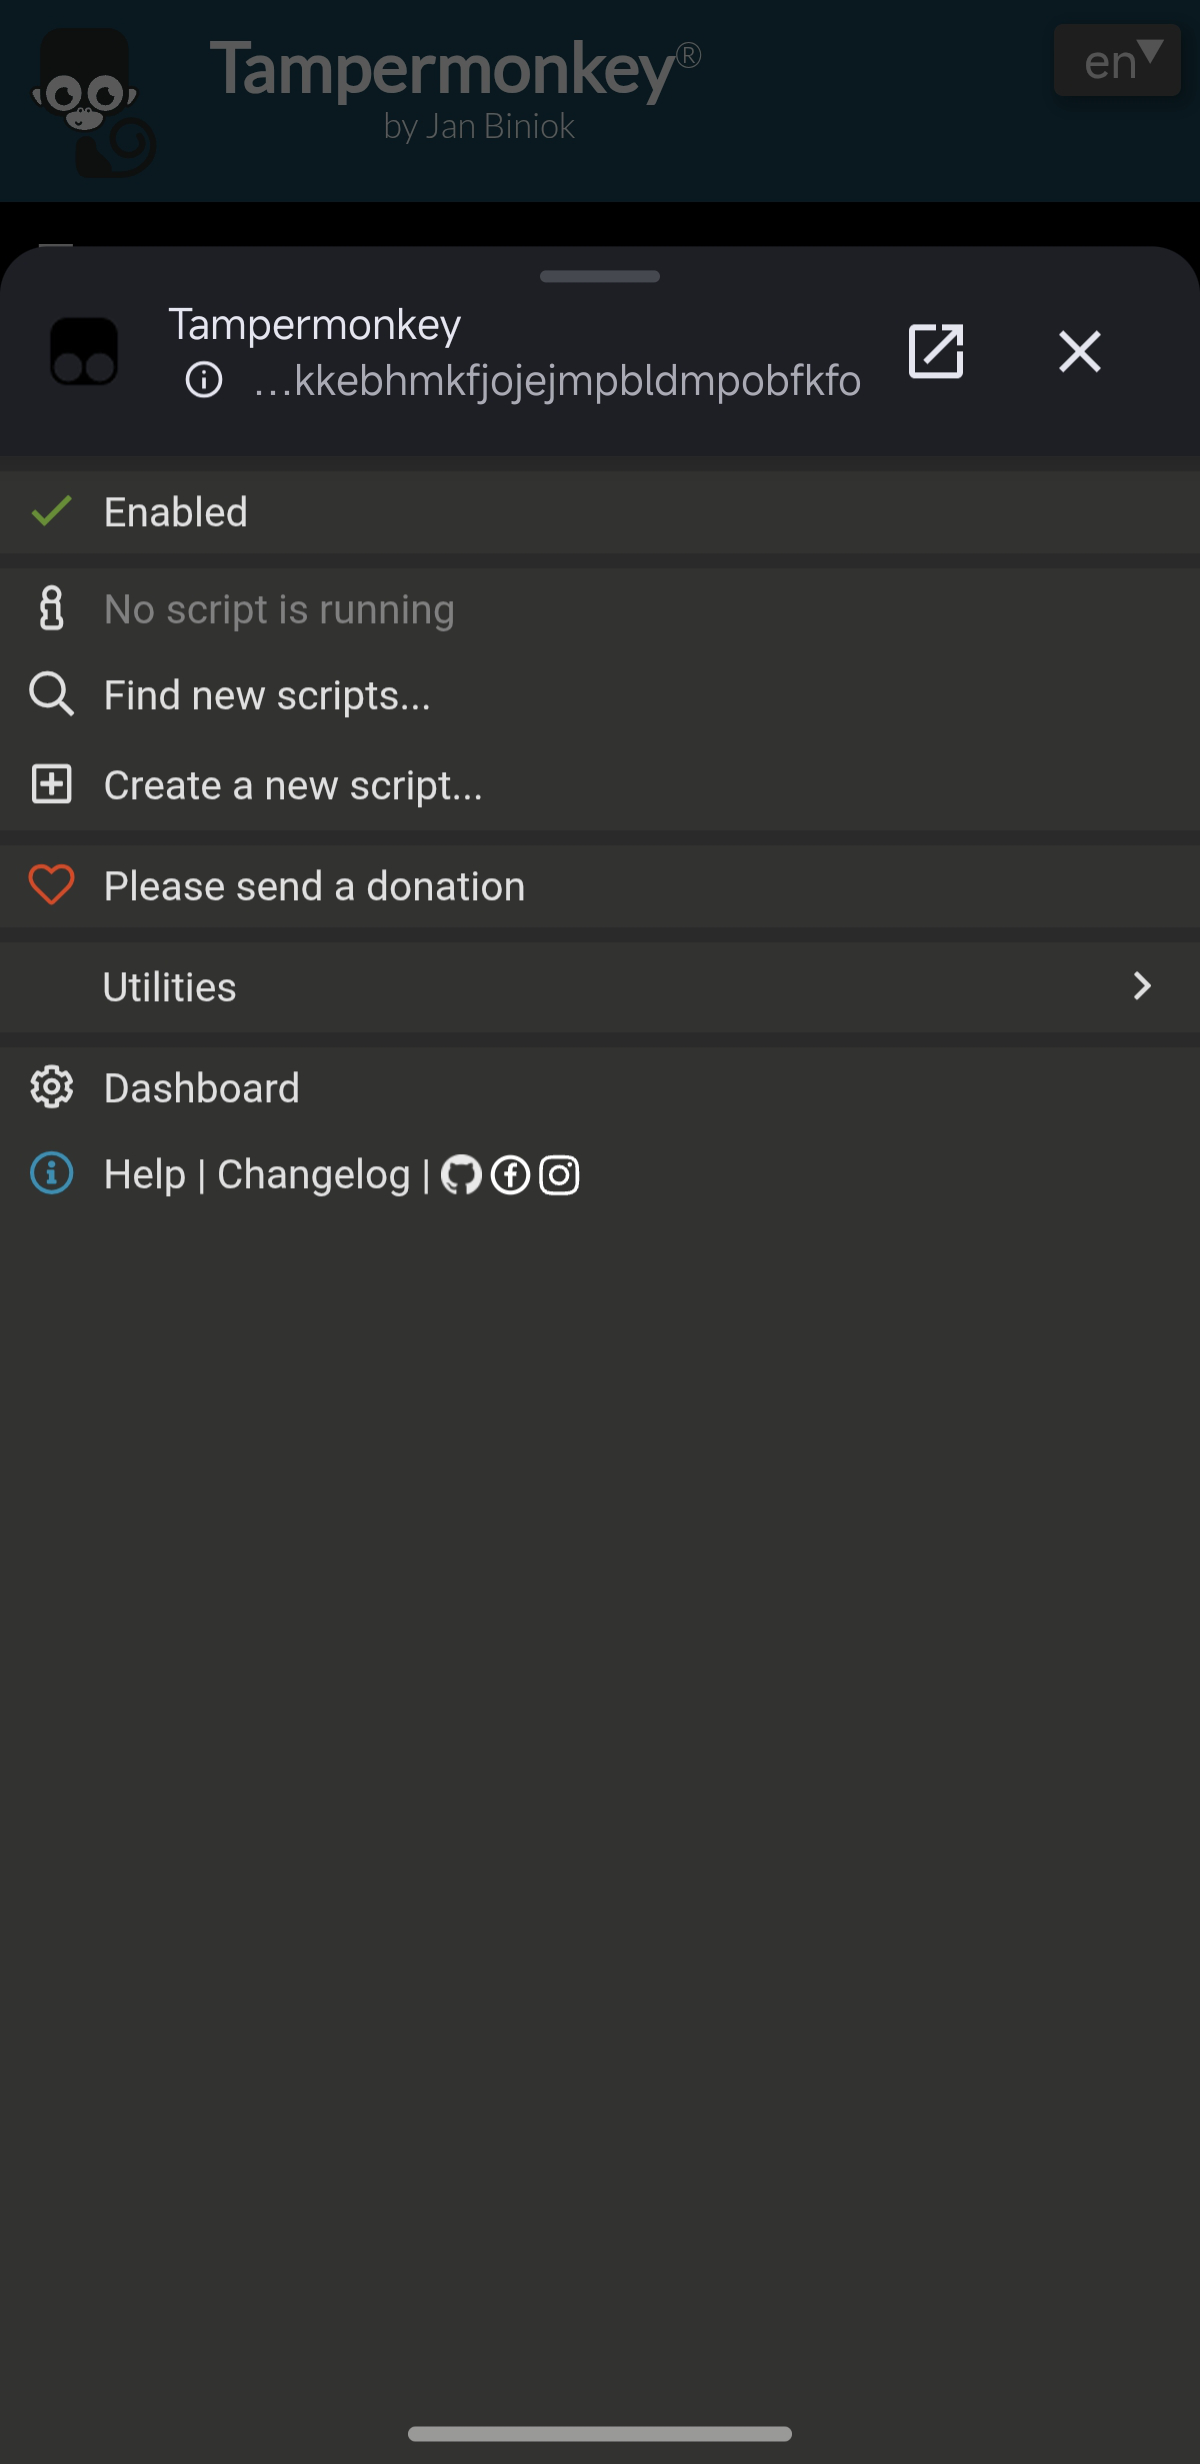 Tampermonkey®
by Jan Biniok
en
Tampermonkey
...kkebhmkfjojejmpbldmpobfkfo
Enabled
No script is running
Find new scripts...
Create a new script...
Please send a donation
Utilities
Dashboard
Help | Changelog |